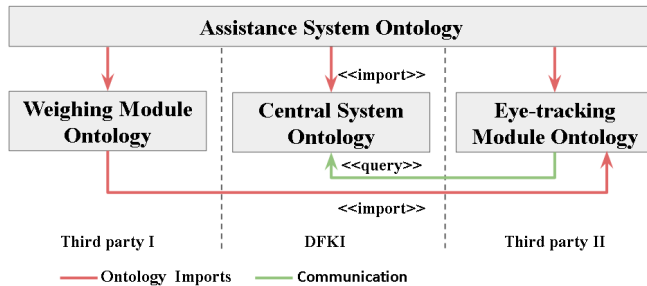 Assistance System Ontology
<<import>>
Weighing Module
Ontology
Central System
Ontology
Eye-tracking
Module Ontology
<<query>>
<<import>>
Third party I
DFKI
Third party II
Ontology Imports
Communication